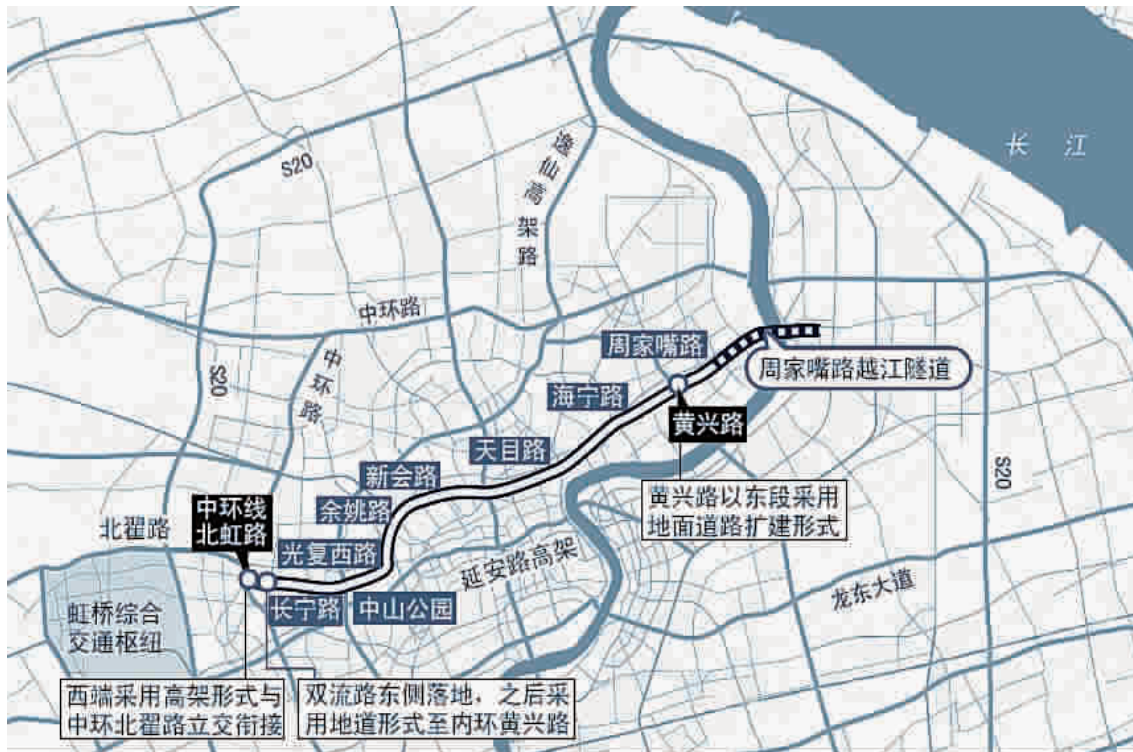 长 江
S20
逸仙高架路
中环路
中环路
S20
周家嘴路
周家嘴路越江隧道
海宁路
黄兴路
天目路
新会路
S20
余姚路
黄兴路以东段采用
地面道路扩建形式
中环线
北虹路
北翟路
光复西路
延安路高架
龙东大道
长宁路
中山公园
虹桥综合
交通枢纽
西端采用高架形式与
中环北翟路立交衔接
双流路东侧落地，之后采
用地道形式至内环黄兴路